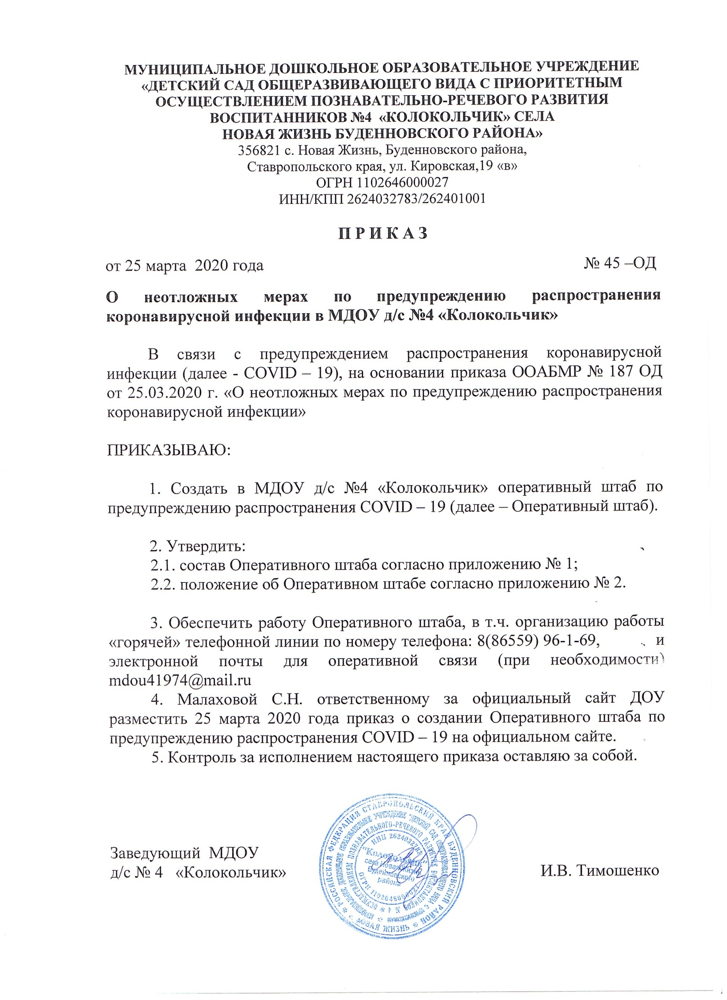 МУНИЦИПАЛЬНОЕ ДОШКОЛЬНОЕ ОБРАЗОВАТЕЛЬНОЕ УЧРЕЖДЕНИЕ
«ДЕТСКИЙ САД ОБЩЕРАЗВИВАЮЩЕГО ВИДА С ПРИОРИТЕТНЫМ
ОСУЩЕСТВЛЕНИЕМ ПОЗНАВАТЕЛЬНО-РЕЧЕВОГО РАЗВИТИЯ
ВОСПИТАННИКОВ №4 «КОЛОКОЛЬЧИК» СЕЛА
НОВАЯ ЖИЗНЬ БУДЕННОВСКОГО РАЙОНА»
356821 с. Новая Жизнь, Буденновского района,
Ставропольского края, ул. Кировская,19 «в»
ОГРН 1102646000027
ИНН/КПП 2624032783/262401001
П Р И К А З
от 25 марта 2020 года № 45 –ОД
О неотложных мерах по предупреждению распространения
коронавирусной инфекции в МДОУ д/с №4 «Колокольчик»
В связи с предупреждением распространения коронавирусной
инфекции (далее - COVID – 19), на основании приказа ООАБМР № 187 ОД
от 25.03.2020 г. «О неотложных мерах по предупреждению распространения
коронавирусной инфекции»
ПРИКАЗЫВАЮ:
1. Создать в МДОУ д/с №4 «Колокольчик» оперативный штаб по
предупреждению распространения COVID – 19 (далее – Оперативный штаб).
2. Утвердить:
2.1. состав Оперативного штаба согласно приложению № 1;
2.2. положение об Оперативном штабе согласно приложению № 2.
3. Обеспечить работу Оперативного штаба, в т.ч. организацию работы
«горячей» телефонной линии по номеру телефона: 8(86559) 96-1-69, и
электронной почты для оперативной связи (при необходимости)
mdou41974@mail.ru
4. Малаховой С.Н. ответственному за официальный сайт ДОУ
разместить 25 марта 2020 года приказ о создании Оперативного штаба по
предупреждению распространения COVID – 19 на официальном сайте.
5. Контроль за исполнением настоящего приказа оставляю за собой.
Заведующий МДОУ
д/с № 4 «Колокольчик» И.В. Тимошенко
РОССИЙСКАЯ ФЕДЕРАЦИЯ СТАВРОПОЛЬСКИЙ КРАЙ БУДЕННОВСКИЙ РАЙОН * с. НОВАЯ ЖИЗНЬ *
МУНИЦИПАЛЬНОЕ ДОШКОЛЬНОЕ ОБРАЗОВАТЕЛЬНОЕ УЧРЕЖДЕНИЕ "ДЕТСКИЙ САД ОБЩЕРАЗВИВАЮЩЕГО ВИДА С ПРИОРИТЕТНЫМ *
ОСУЩЕСТВЛЕНИЕМ ПОЗНАВАТЕЛЬНОГО-РЕЧЕВОГО РАЗВИТИЯ ВОСПИТАННИКОВ № 4 *
ИНН 2624032783
"Колокольчик"
села Новая Жизнь
Буденновского
района
ОГРН 1102646000027